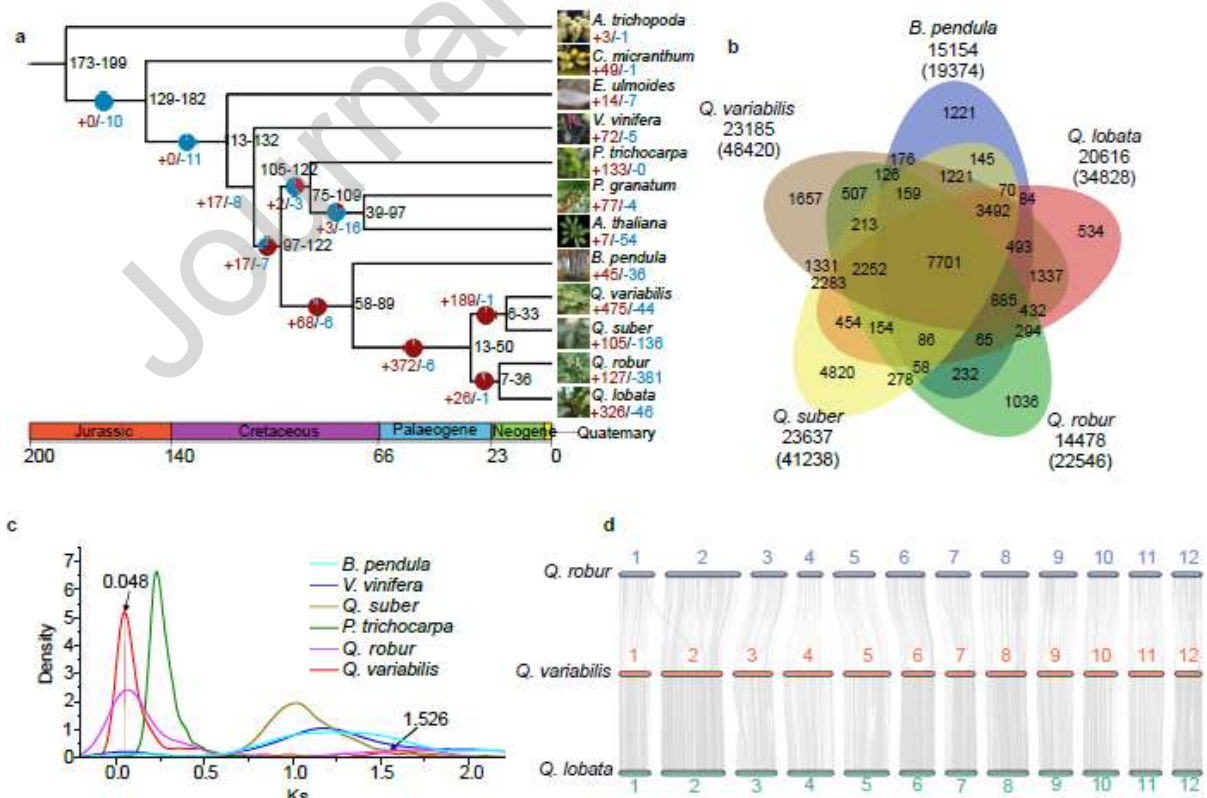 Journal
a
A. trichopoda
+3/-1
C. micranthum
+49/-1
E. ulmoides
+14/-7
V. vinifera
+72/-5
P. trichocarpa
+133/-0
P. granatum
+77/-4
A. thaliana
+7/-54
B. pendula
+45/-36
Q. variabilis
+475/-44
Q. suber
+105/-136
Q. robur
+127/-381
Q. lobata
+326/-46
173-199
129-182
+0/-10
+0/-11
13-132
105-122
75-109
39-97
+17/-8
+2/-3
+3/-16
97-122
+17/-7
58-89
+68/-6
+189/-1
6-33
13-50
+372/-6
7-36
+26/-1
Jurassic Cretaceous Palaeogene Neogene Quatemary
200 140 66 23 0
b
B. pendula
15154
(19374)
Q. variabilis
23185
(48420)
Q. lobata
20616
(34828)
Q. suber
23637
(41238)
Q. robur
14478
(22546)
1221
176 145
126 1221
1657 507 159 70 84
3492 534
213 493
1331 2252 7701 1337
2283
665 432
454 154 294
86 65
4820 278 58 232 1036
c
Density
7
6
5
4
3
2
1
0
0.048
1.526
B. pendula
V. vinifera
Q. suber
P. trichocarpa
Q. robur
Q. variabilis
0.0 0.5 1.0 1.5 2.0
Ks
d
1 2 3 4 5 6 7 8 9 10 11 12
Q. robur
1 2 3 4 5 6 7 8 9 10 11 12
Q. variabilis
Q. lobata
1 2 3 4 5 6 7 8 9 10 11 12